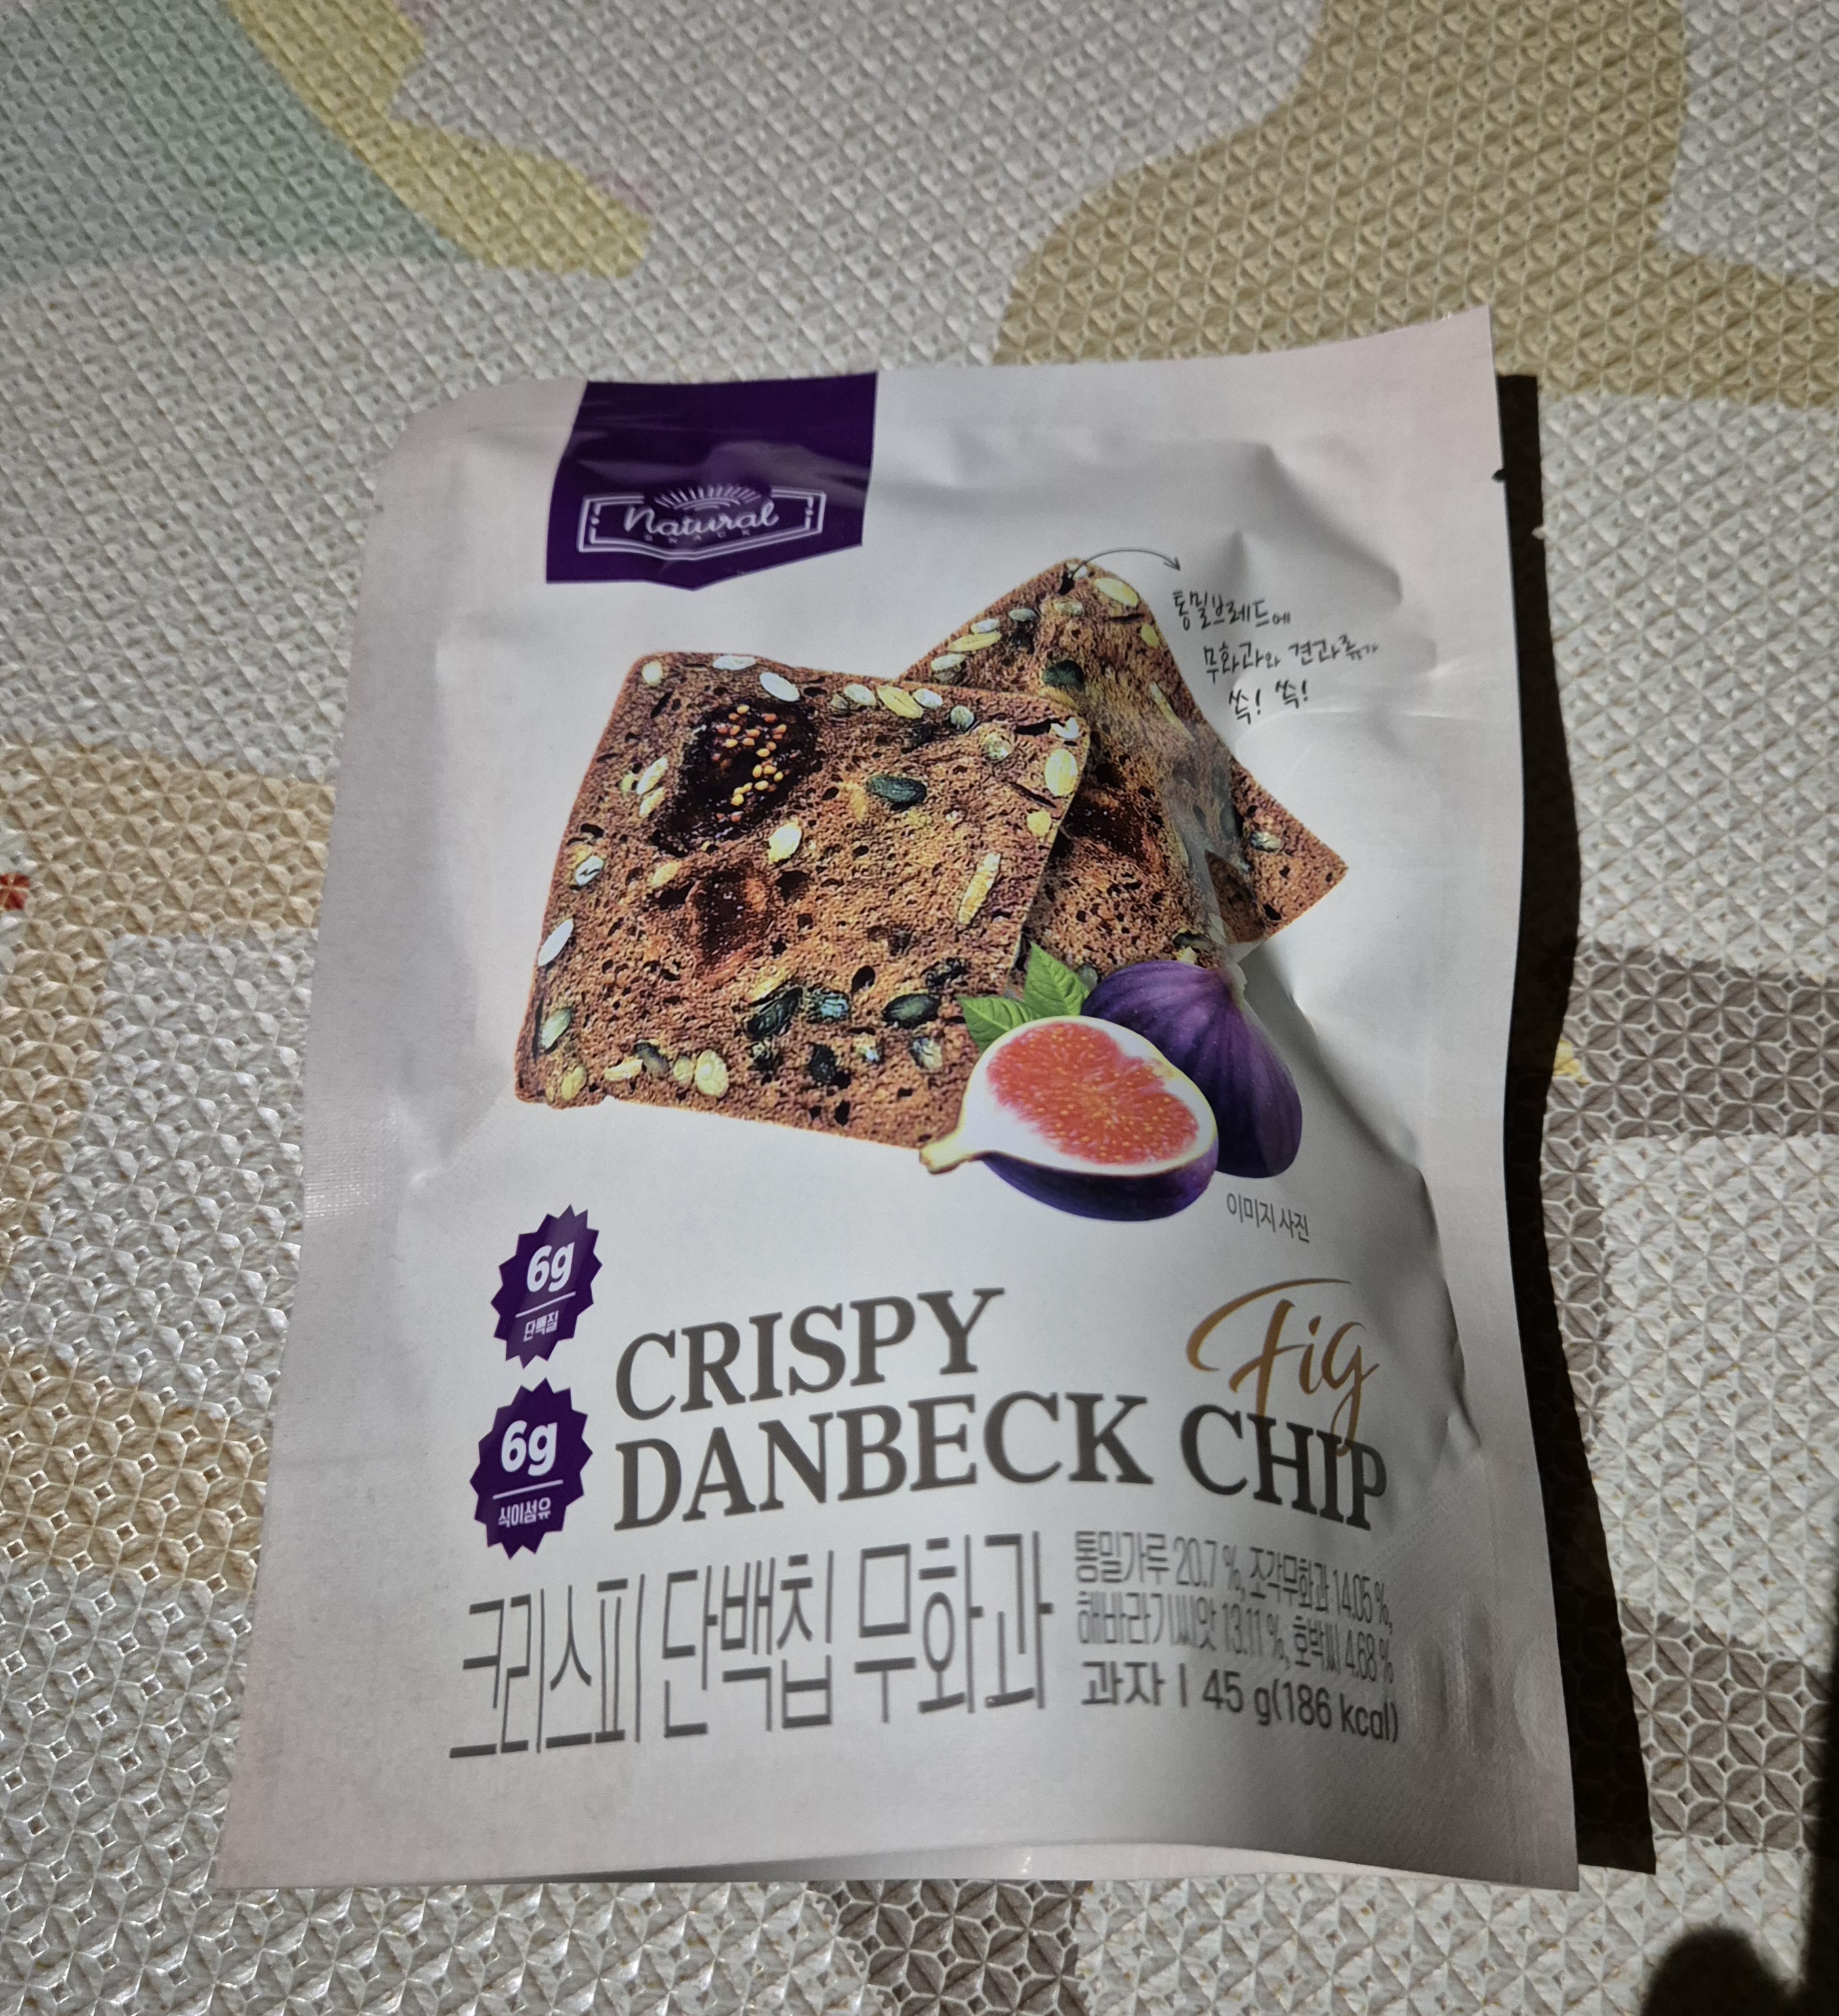 Natural
SNACK
통밀브레드에
무화과와 견과류가
쏙! 쏙!
이미지 사진
6g
단백질
6g
식이섬유
CRISPY
Fig
DANBECK CHIP
크리스피 단백칩 무화과
통밀가루 20.7 %, 조각무화과 14.05 %,
해바라기씨앗 13.11 %, 호박씨 4.68 %
과자 | 45 g(186 kcal)